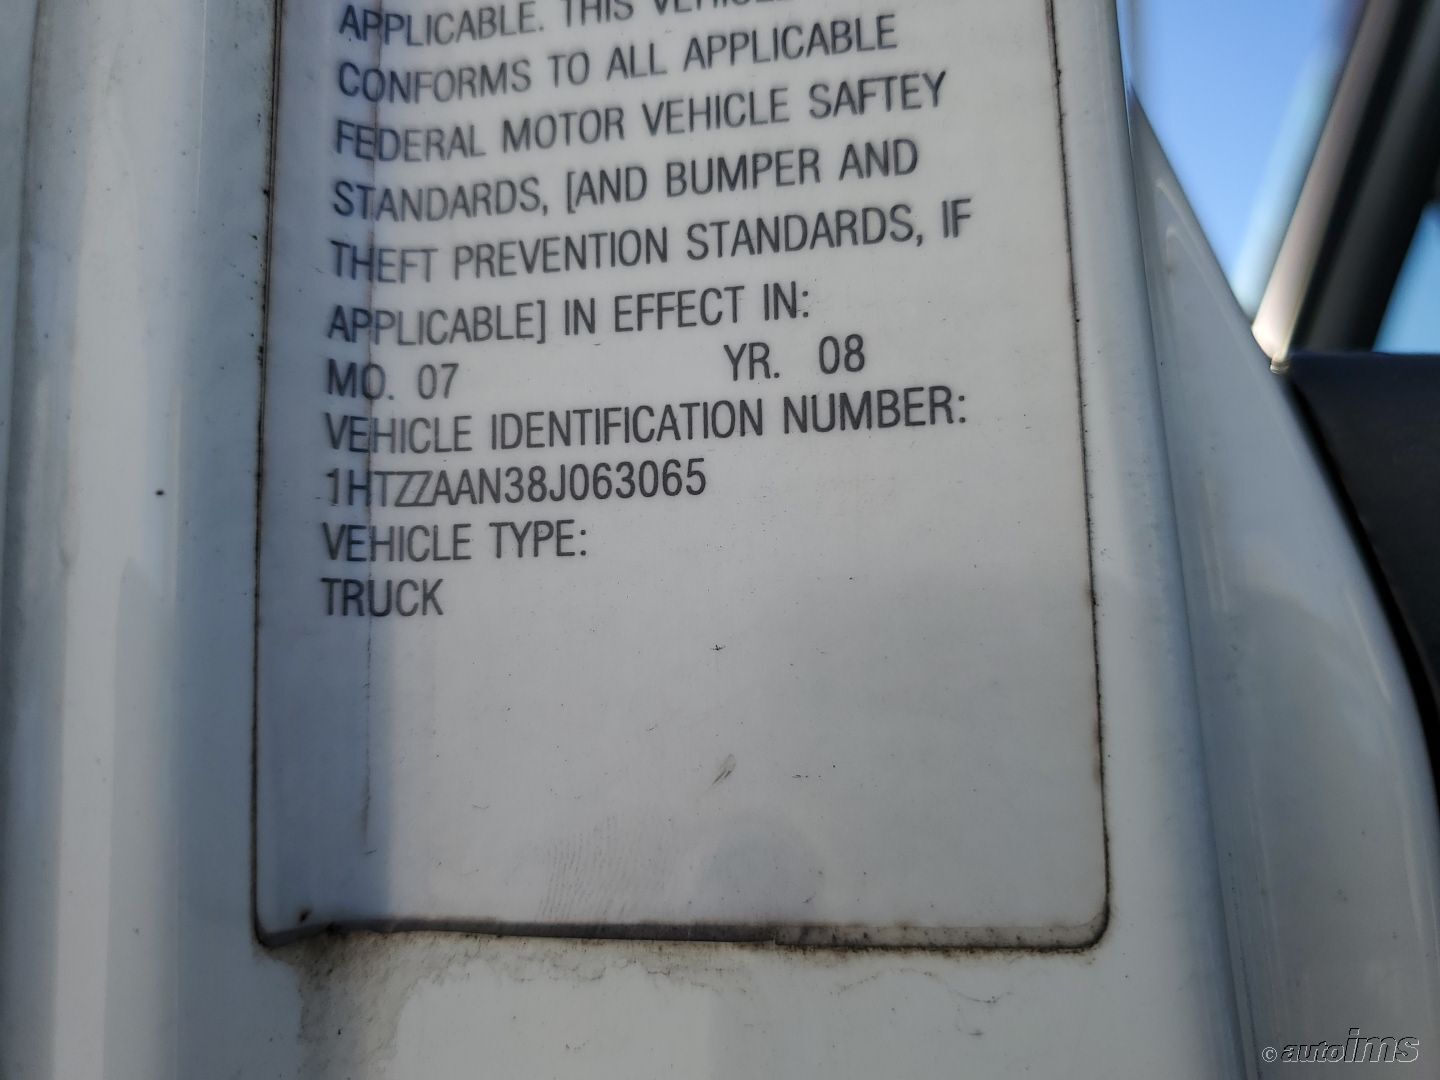 APPLICABLE. THIS VEHICLE
CONFORMS TO ALL APPLICABLE
FEDERAL MOTOR VEHICLE SAFTEY
STANDARDS, [AND BUMPER AND
THEFT PREVENTION STANDARDS, IF
APPLICABLE] IN EFFECT IN:
MO. 07 YR. 08
VEHICLE IDENTIFICATION NUMBER:
1HTZZAAN38J063065
VEHICLE TYPE:
TRUCK
© autoims